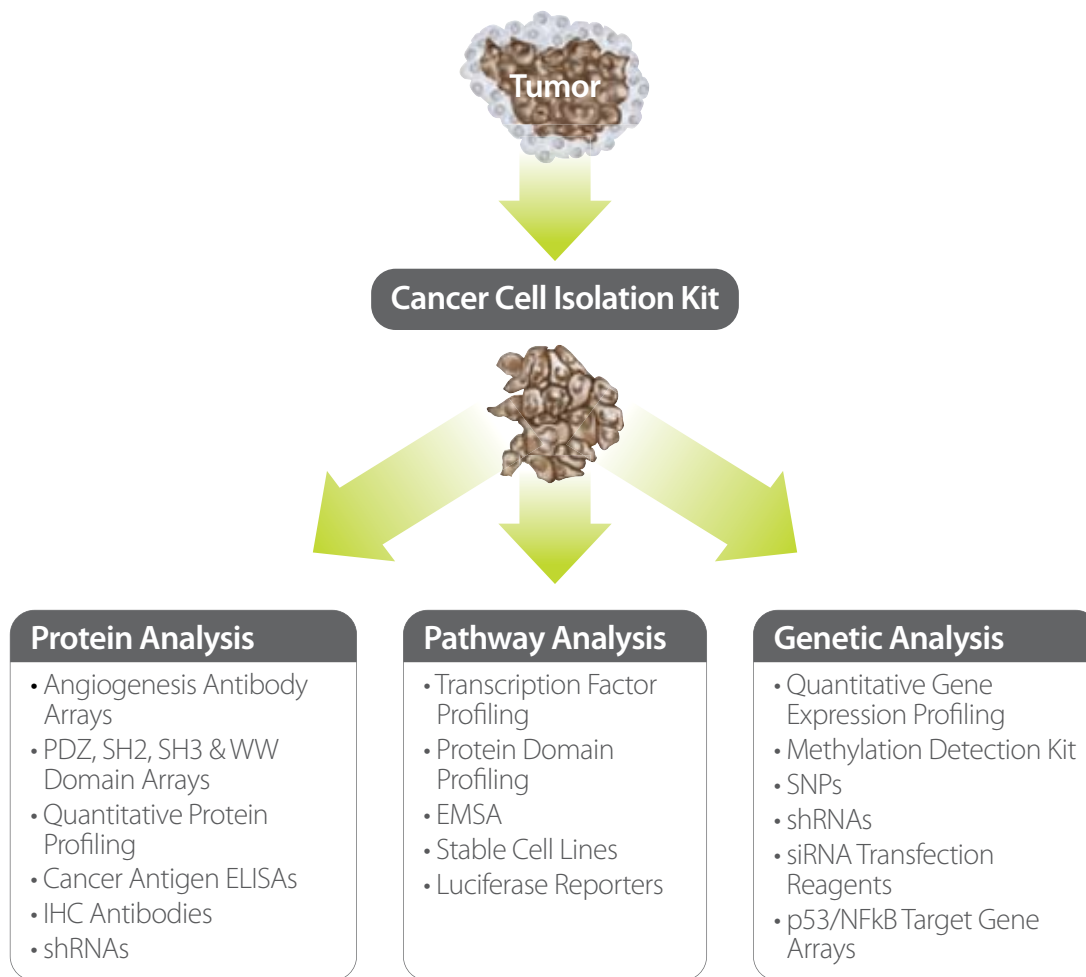 Tumor
Cancer Cell Isolation Kit
Protein Analysis
• Angiogenesis Antibody
Arrays
• PDZ, SH2, SH3 & WW
Domain Arrays
• Quantitative Protein
Profiling
• Cancer Antigen ELISAs
• IHC Antibodies
• shRNAs
Pathway Analysis
• Transcription Factor
Profiling
• Protein Domain
Profiling
• EMSA
• Stable Cell Lines
• Luciferase Reporters
Genetic Analysis
• Quantitative Gene
Expression Profiling
• Methylation Detection Kit
• SNPs
• shRNAs
• siRNA Transfection
Reagents
• p53/NFkB Target Gene
Arrays